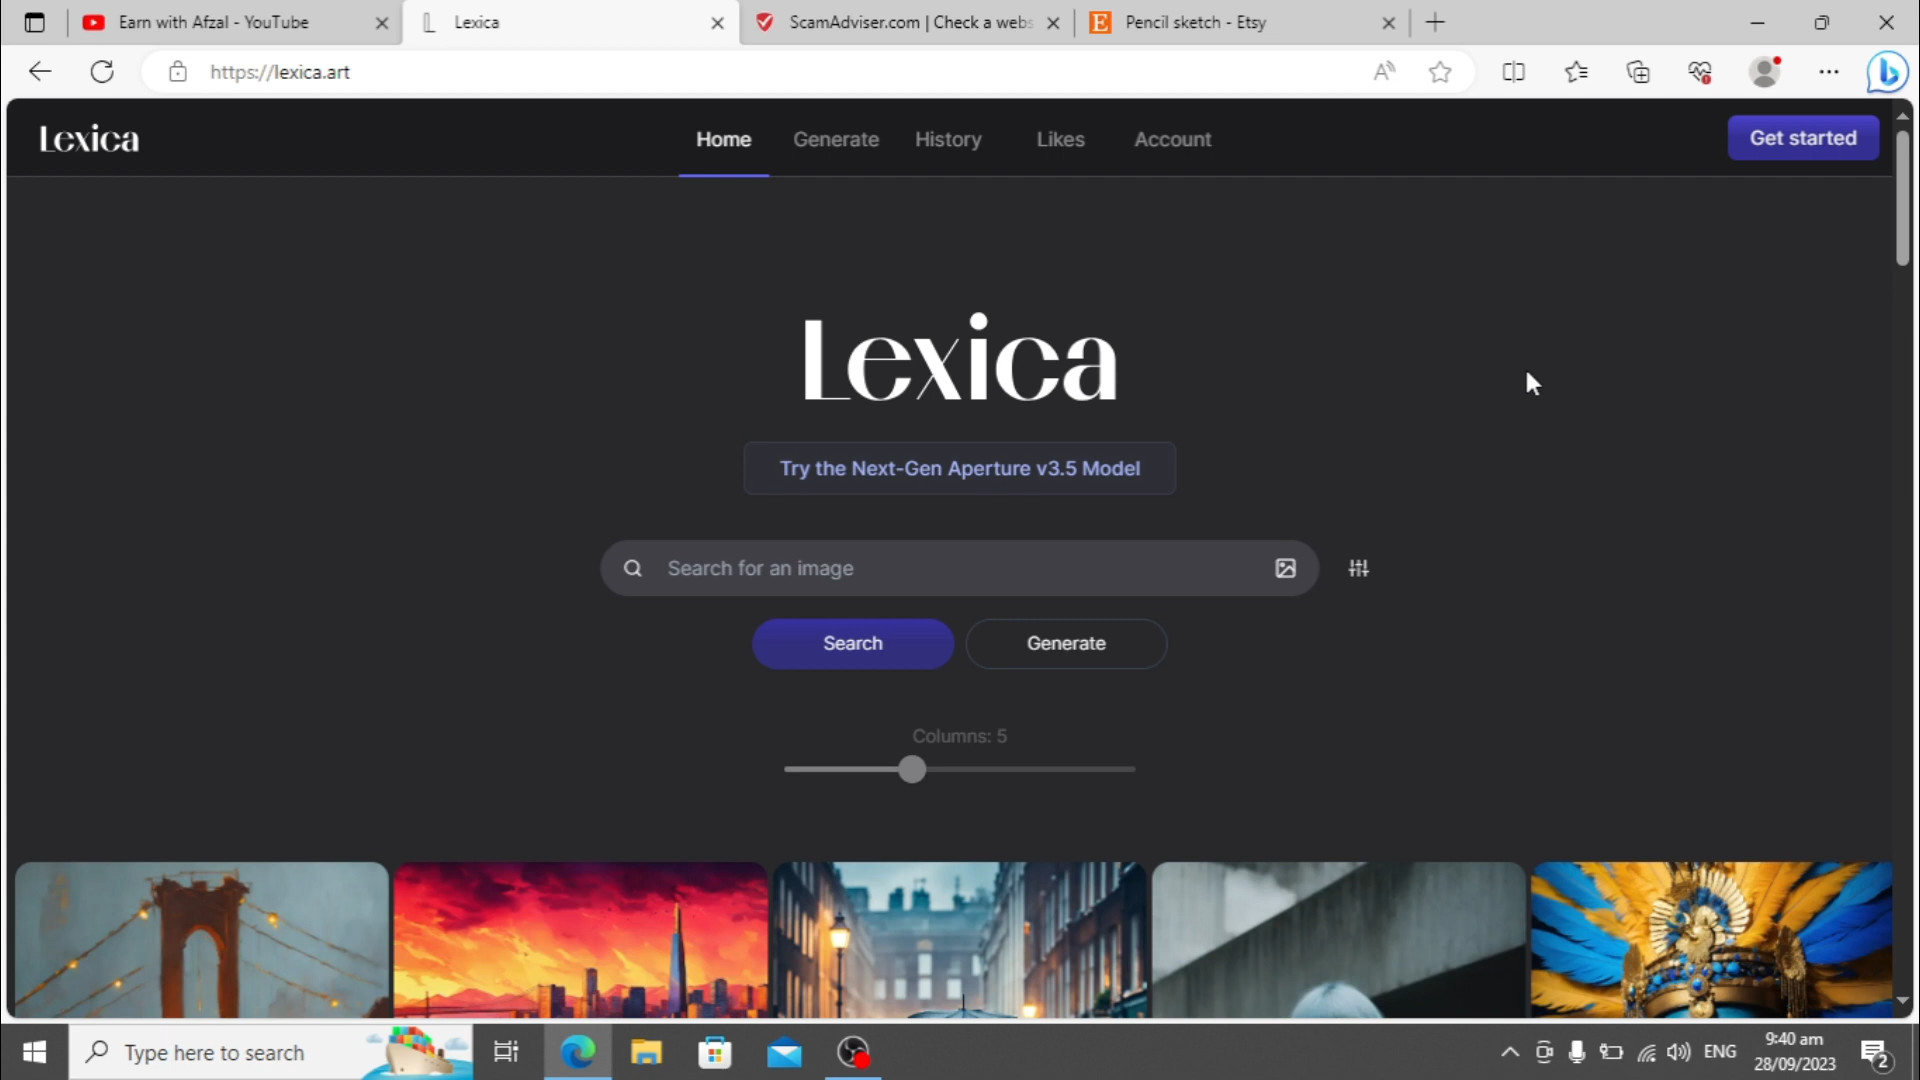 Earn with Afzal - YouTube
Lexica
ScamAdviser.com | Check a webs
Pencil sketch - Etsy
https://lexica.art
Lexica
Home
Generate
History
Likes
Account
Get started
Lexica
Try the Next-Gen Aperture v3.5 Model
Search for an image
Search
Generate
Columns: 5
Type here to search
ENG
9:40 am
28/09/2023
2